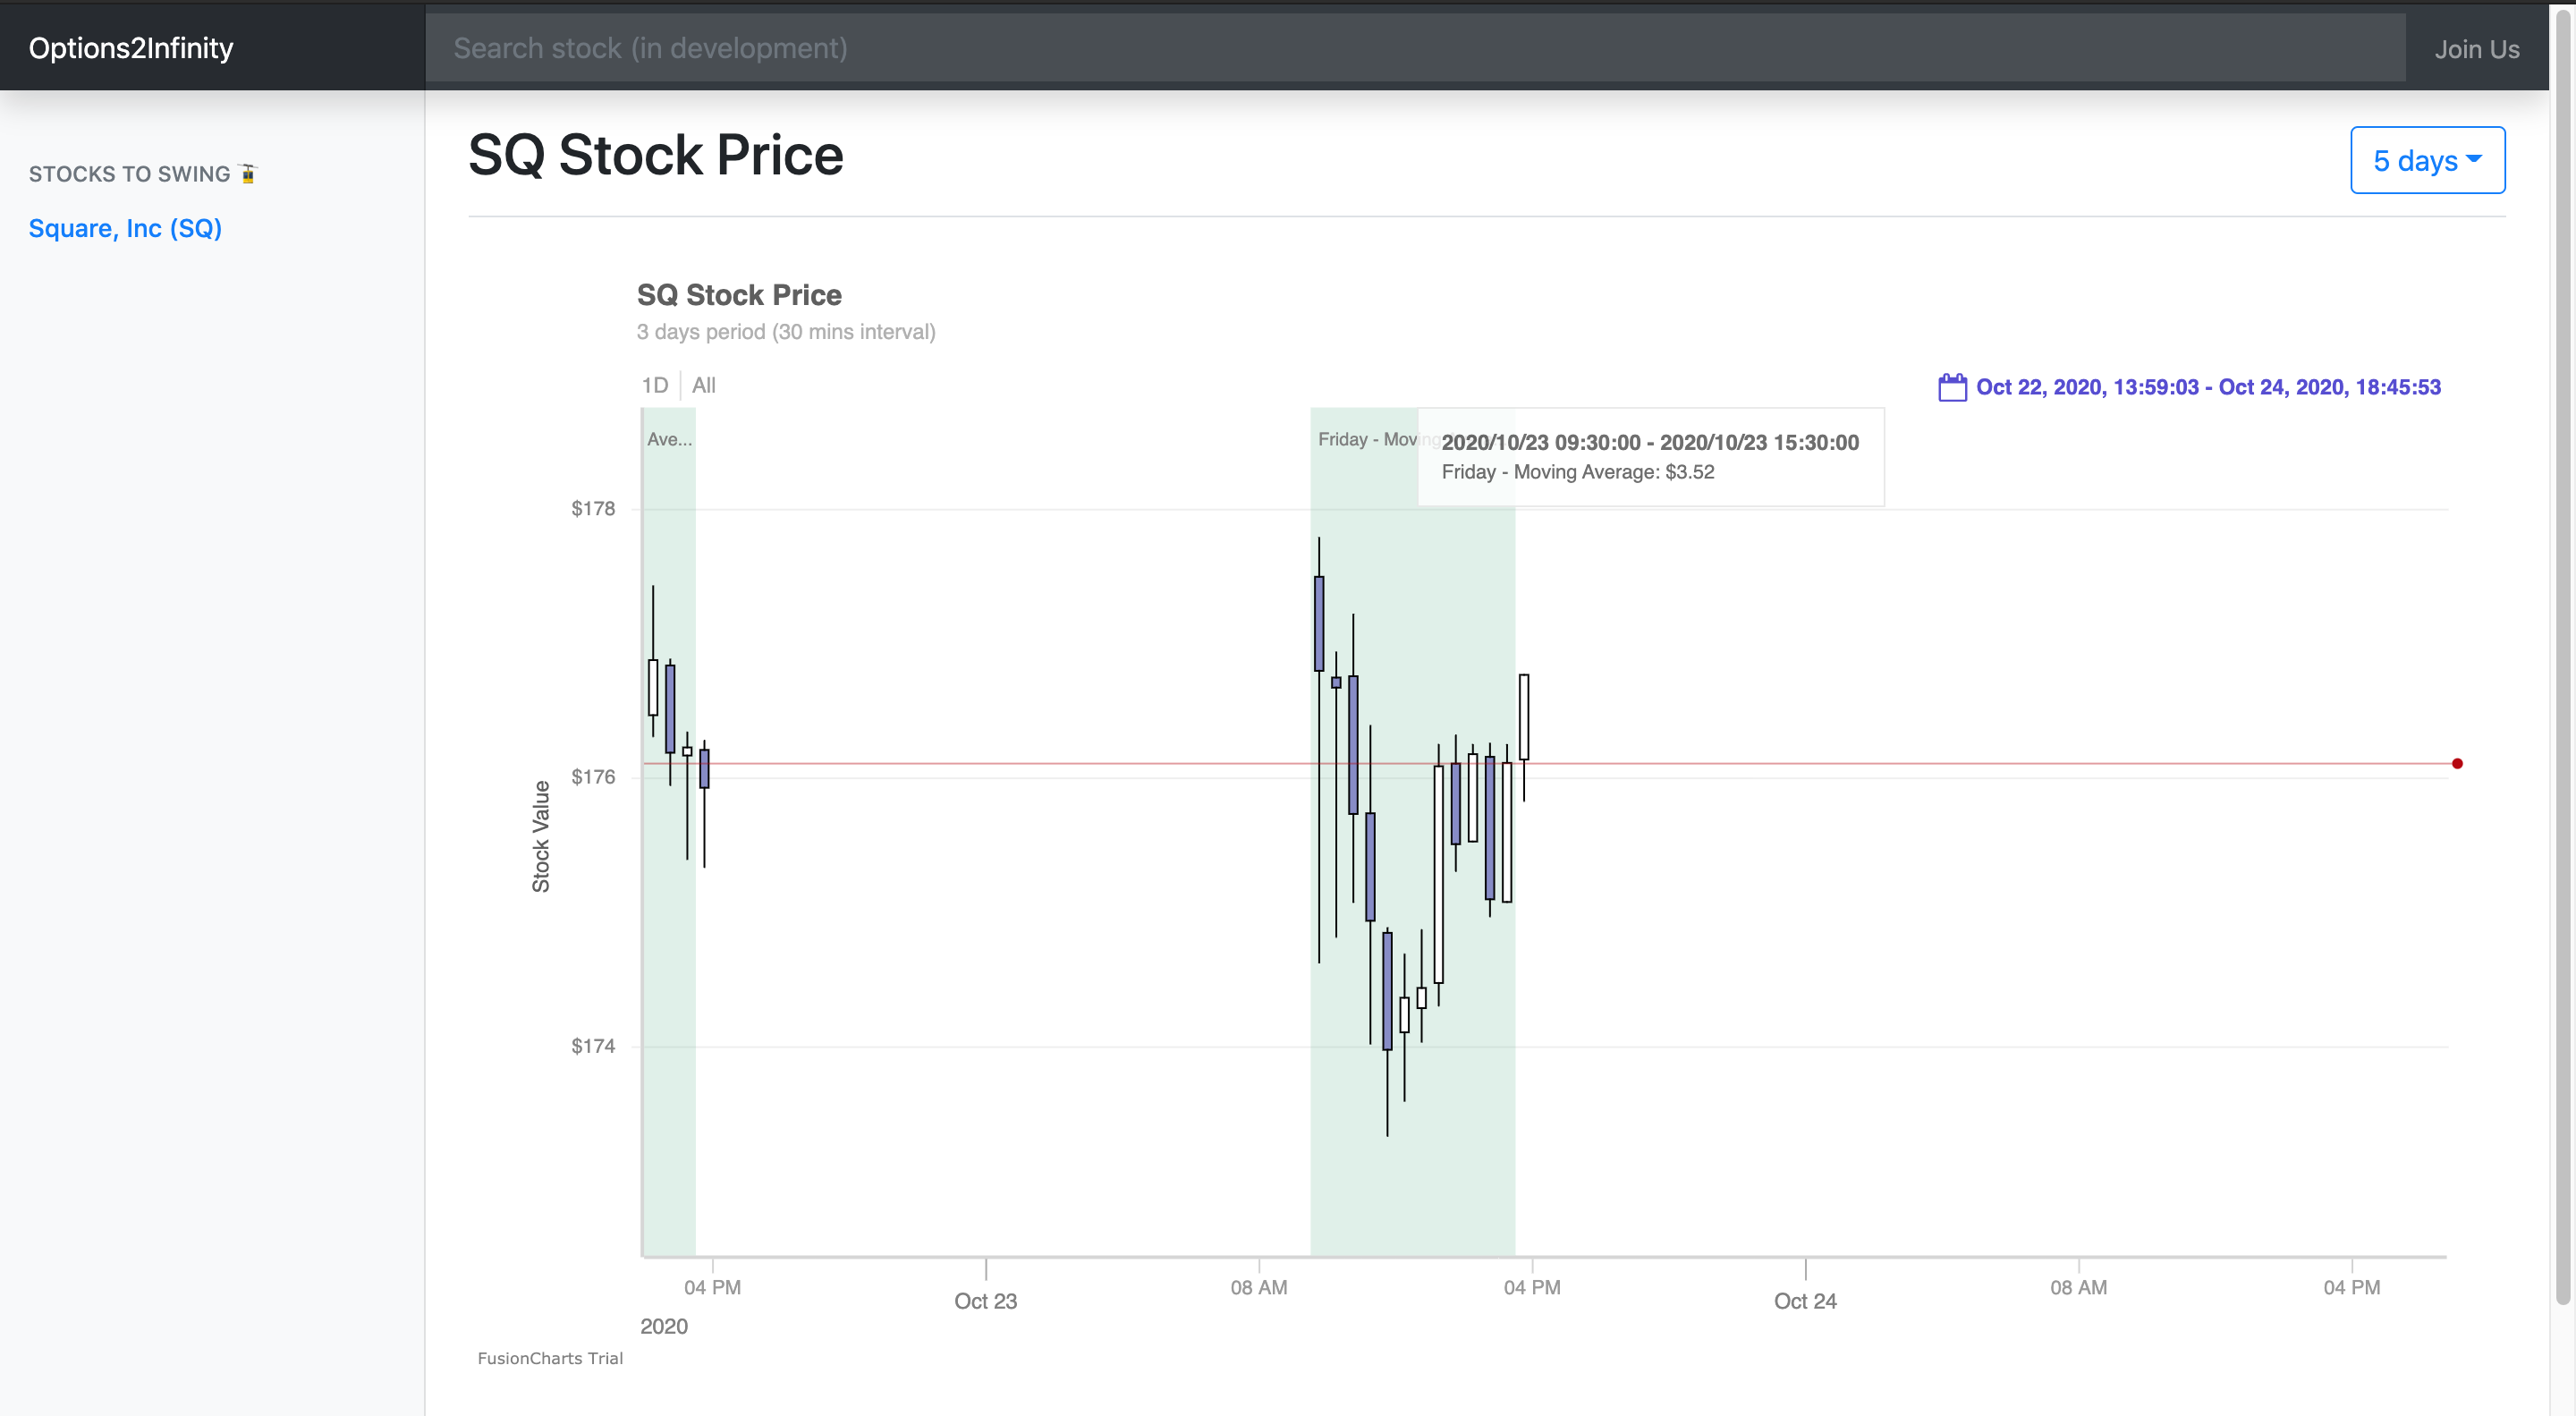 Options2Infinity
Search stock (in development)
Join Us
STOCKS TO SWING
Square, Inc (SQ)
SQ Stock Price
5 days
SQ Stock Price
3 days period (30 mins interval)
1D All
Oct 22, 2020, 13:59:03 - Oct 24, 2020, 18:45:53
Ave...
Friday - Moving
2020/10/23 09:30:00 - 2020/10/23 15:30:00
Friday - Moving Average: $3.52
$178
$176
$174
Stock Value
04 PM
Oct 23
08 AM
04 PM
Oct 24
08 AM
04 PM
2020
FusionCharts Trial